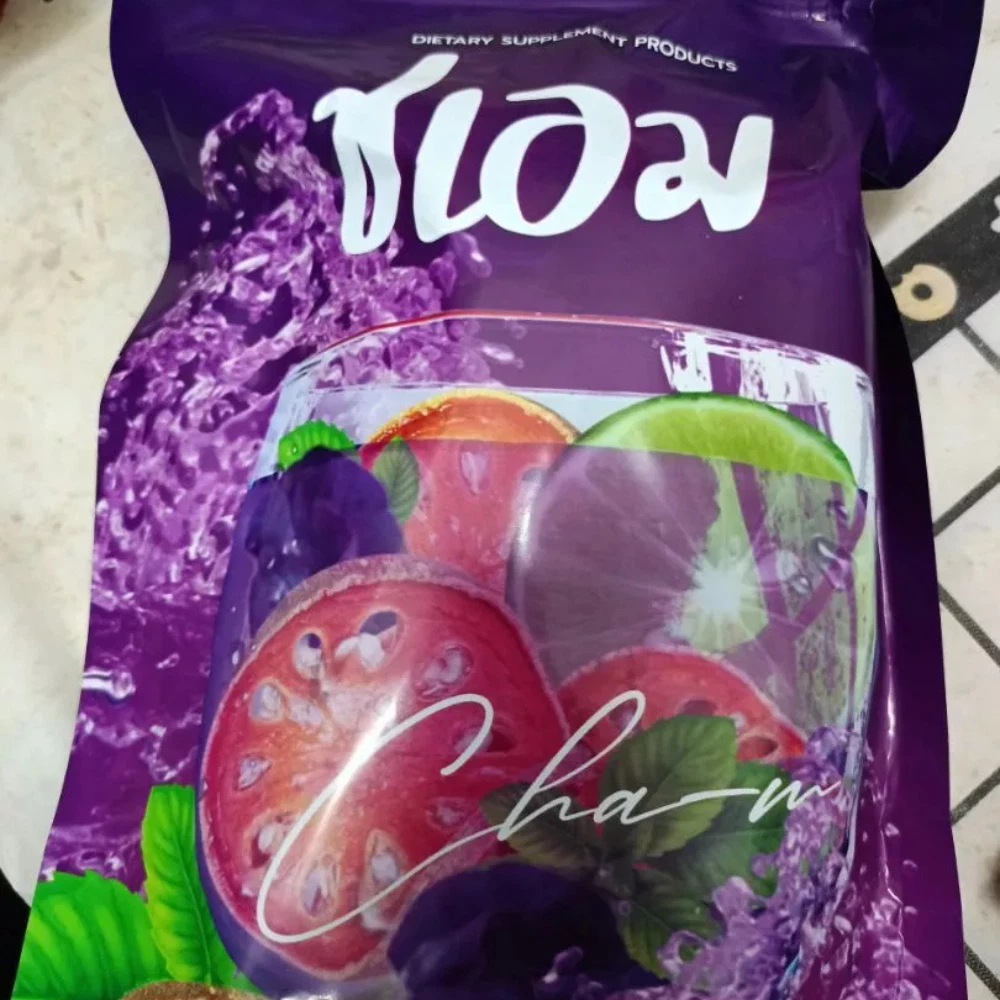 DIETARY SUPPLEMENT PRODUCTS
ชเอม
Cha-m